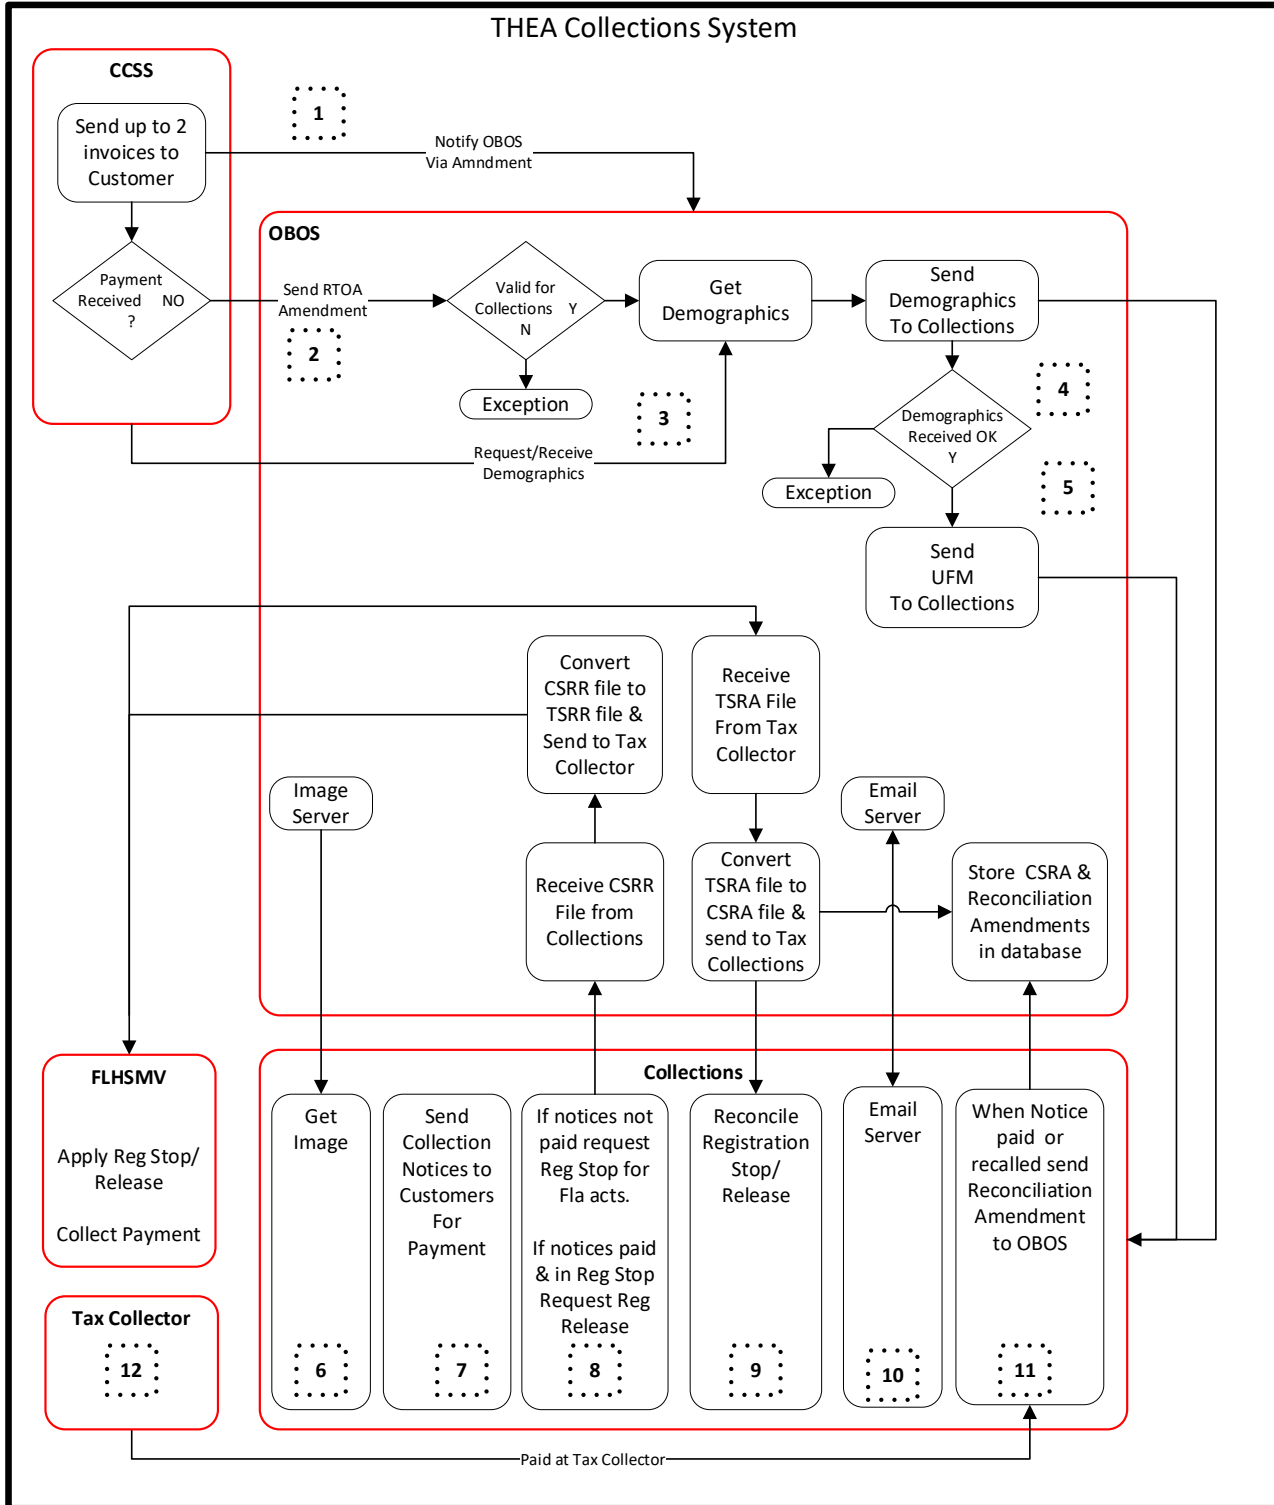 THEA Collections System
CCSS
Send up to 2
invoices to
Customer
1
Notify OBOS
Via Amndment
OBOS
Payment
Received NO
?
Send RTOA
Amendment
2
Valid for
Collections Y
N
Exception
Get
Demographics
Send
Demographics
To Collections
3
Request/Receive
Demographics
4
Demographics
Received OK
Y
Exception
5
Send
UFM
To Collections
Convert
CSRR file to
TSRR file &
Send to Tax
Collector
Receive
TSRA File
From Tax
Collector
Image
Server
Email
Server
Receive CSRR
File from
Collections
Convert
TSRA file to
CSRA file &
send to Tax
Collections
Store CSRA &
Reconciliation
Amendments
in database
FLHSMV
Apply Reg Stop/
Release
Collect Payment
Collections
Get
Image
6
Send
Collection
Notices to
Customers
For
Payment
7
If notices not
paid request
Reg Stop for
Fla acts.
If notices paid
& in Reg Stop
Request Reg
Release
8
Reconcile
Registration
Stop/
Release
9
Email
Server
10
When Notice
paid or
recalled send
Reconciliation
Amendment
to OBOS
11
Tax Collector
12
Paid at Tax Collector